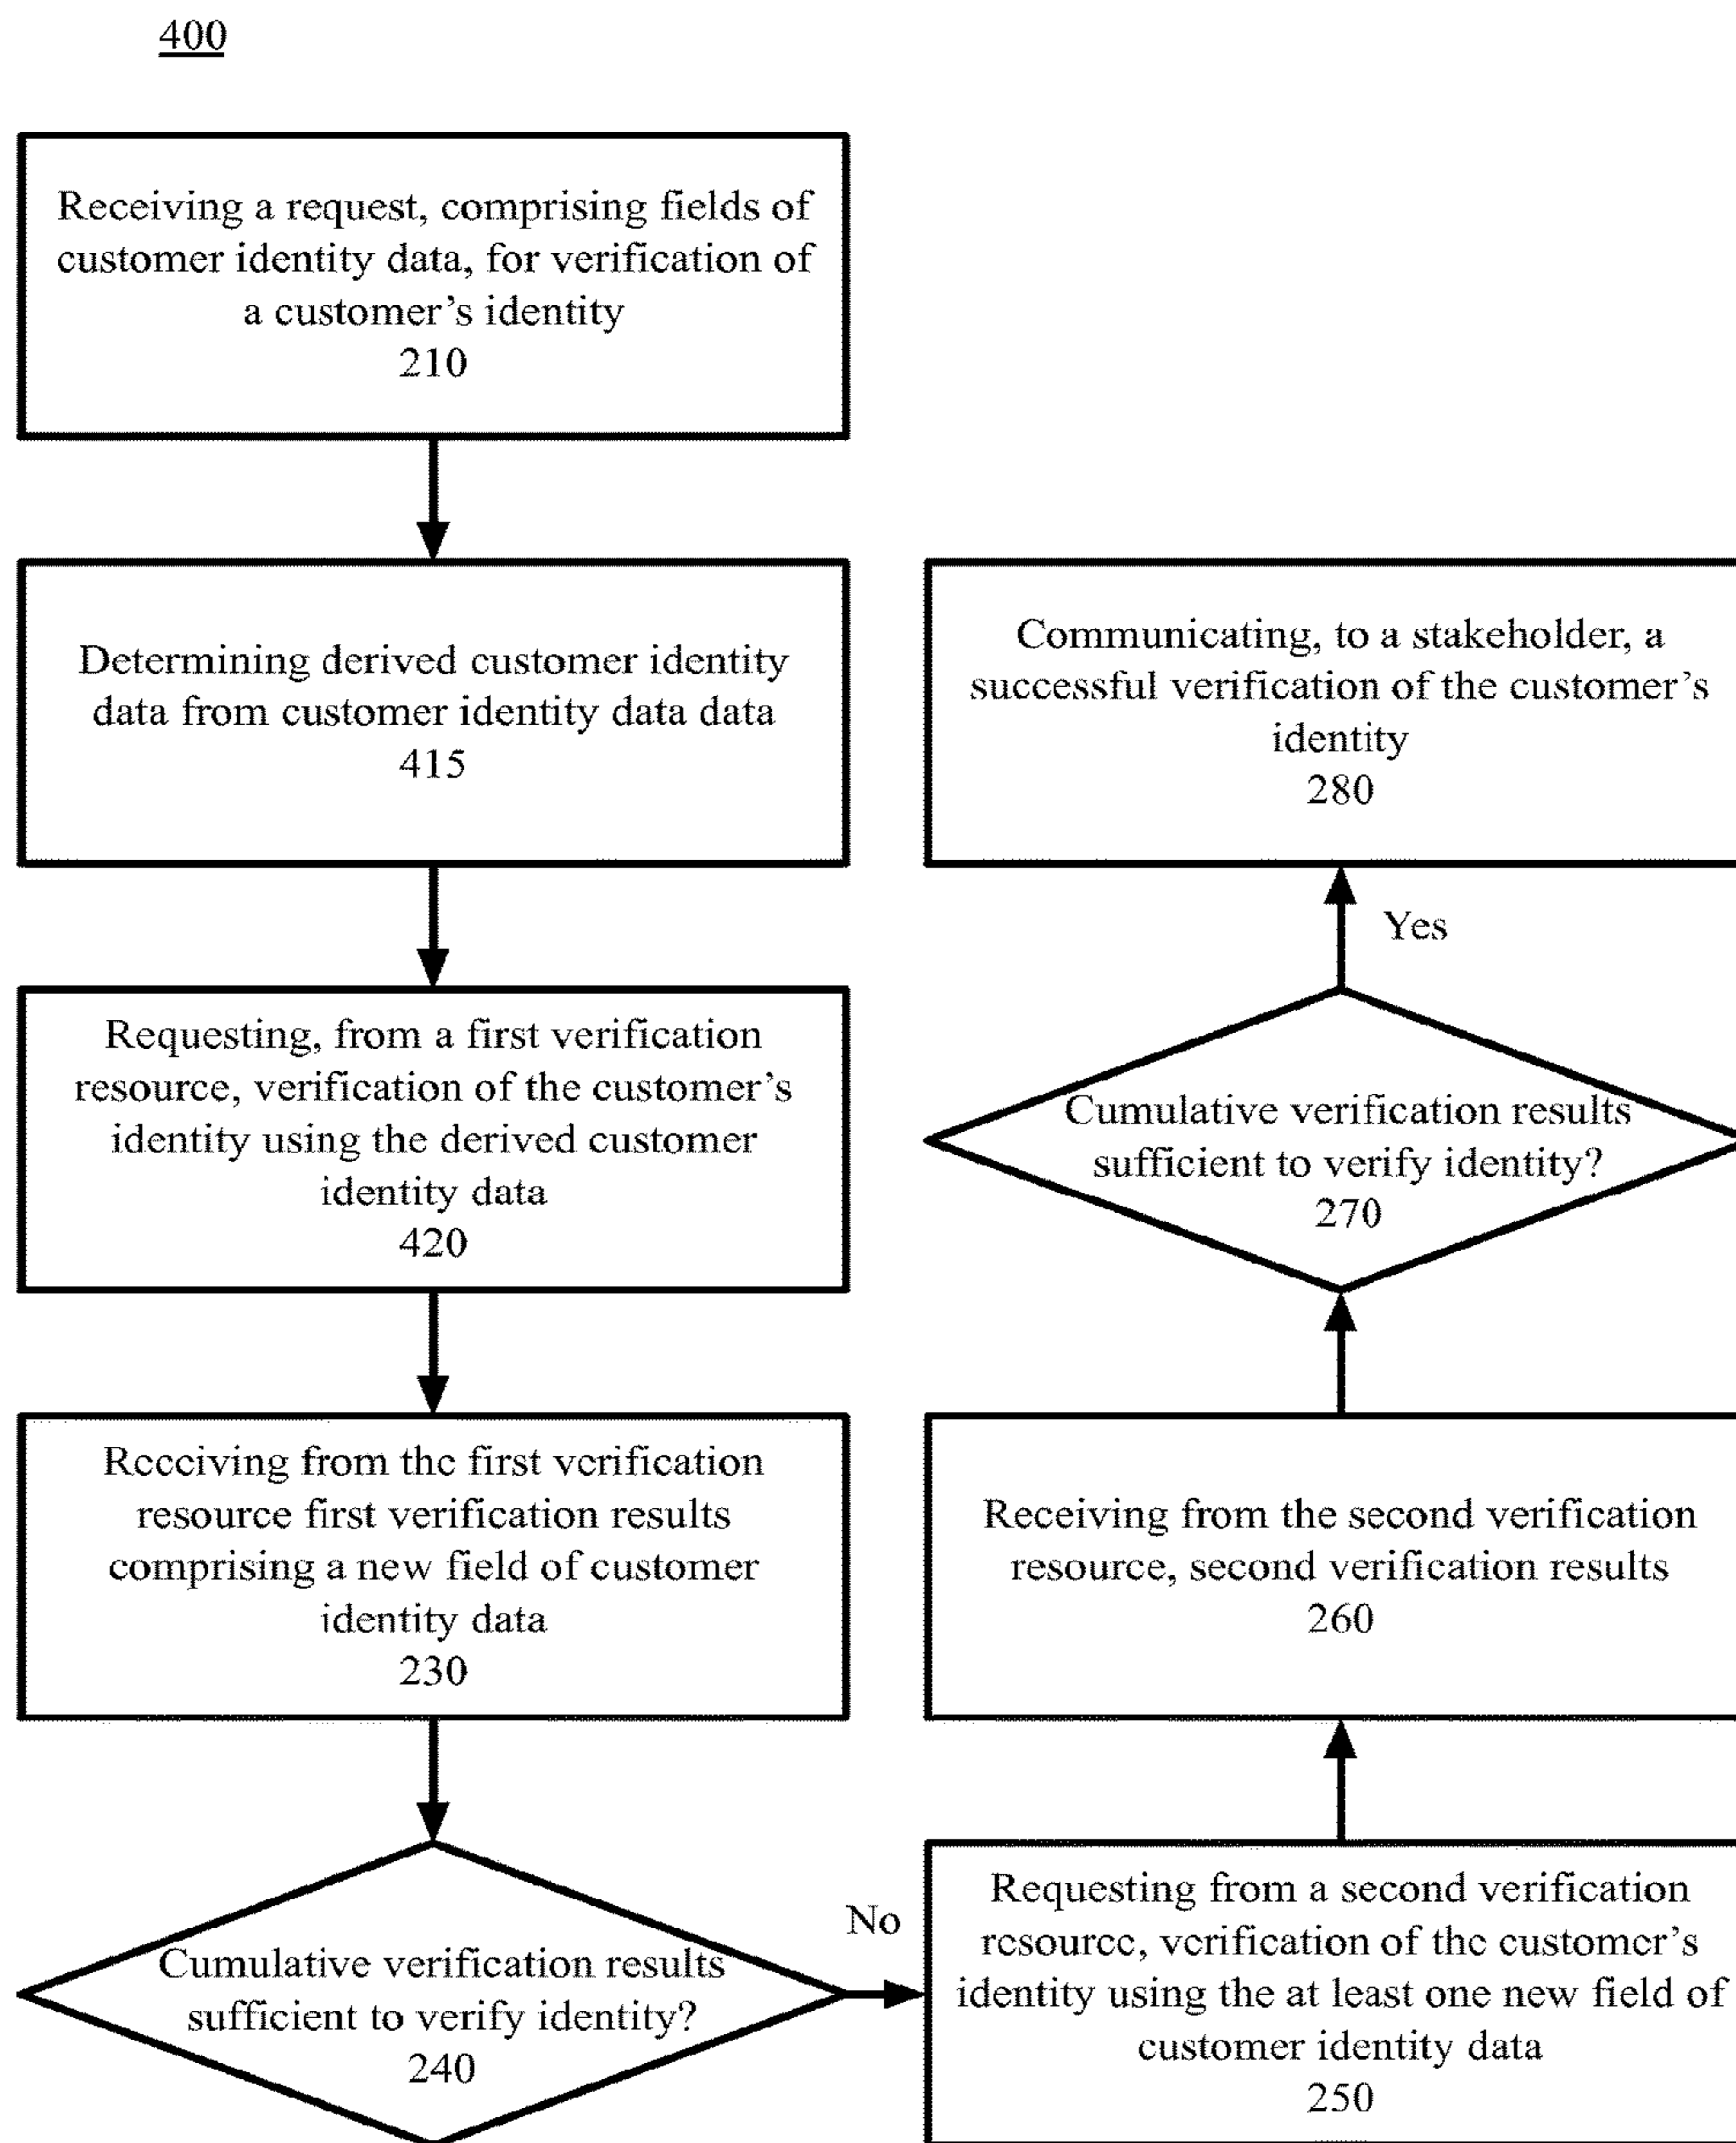 400
Receiving a request, comprising fields of
customer identity data, for verification of
a customer’s identity
210
Determining derived customer identity
data from customer identity data data
415
Requesting, from a first verification
resource, verification of the customer’s
identity using the derived customer
identity data
420
Receiving from the first verification
resource first verification results
comprising a new field of customer
identity data
230
Cumulative verification results
sufficient to verify identity?
240
No
Requesting from a second verification
resource, verification of the customer’s
identity using the at least one new field of
customer identity data
250
Receiving from the second verification
resource, second verification results
260
Cumulative verification results
sufficient to verify identity?
270
Yes
Communicating, to a stakeholder, a
successful verification of the customer’s
identity
280